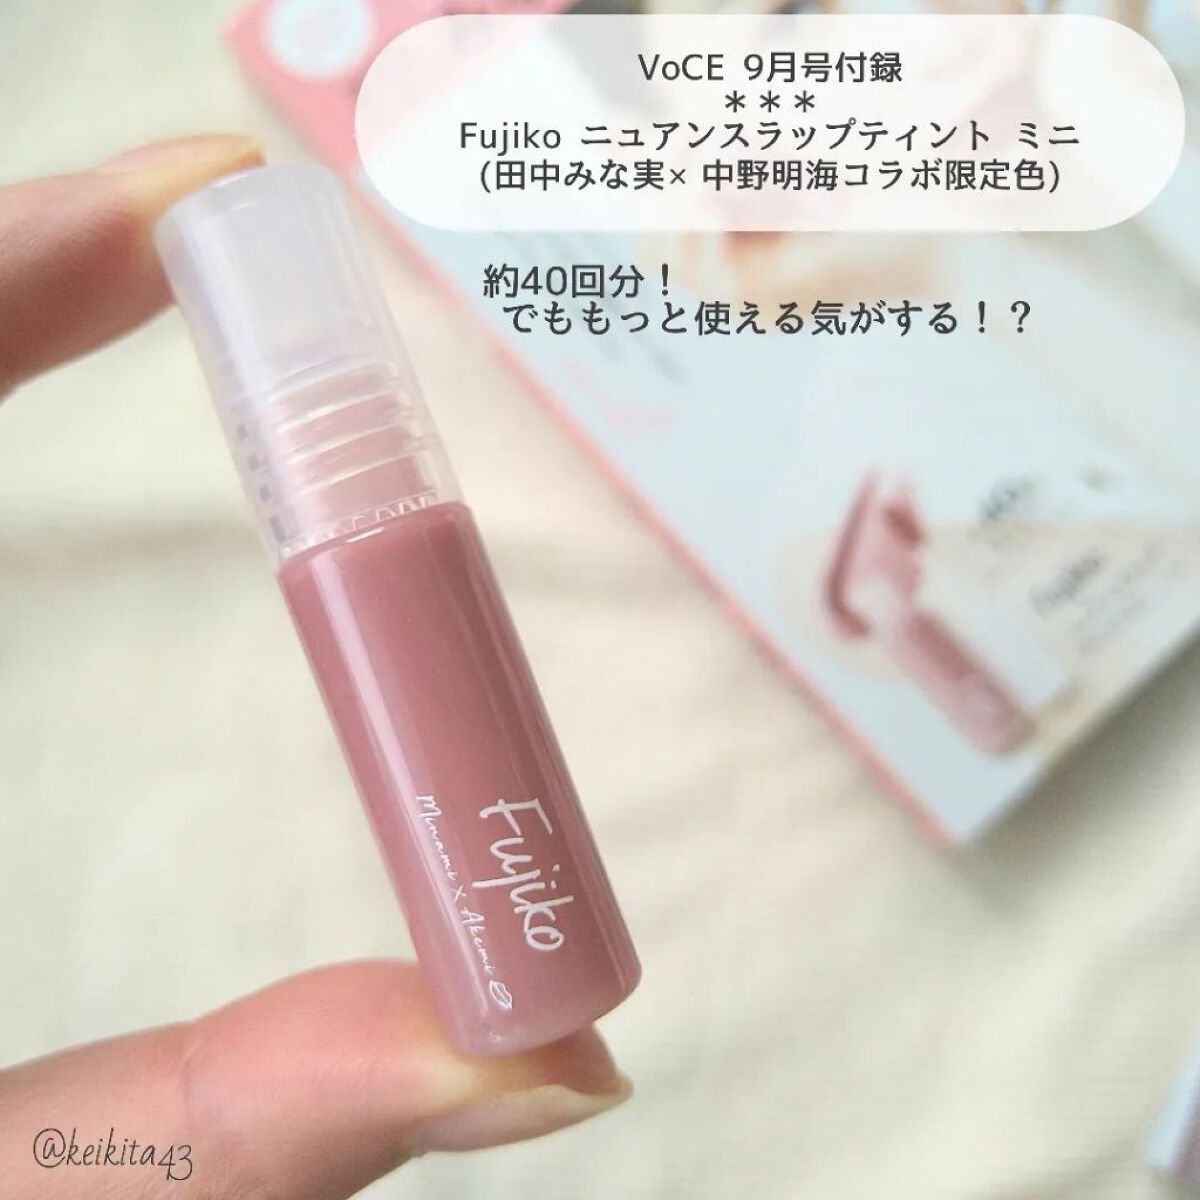 VoCE 9月号付録
＊＊＊
Fujiko ニュアンスラップティント ミニ
(田中みな実×中野明海コラボ限定色)
約40回分！
でももっと使える気がする！？
Fujiko
Minami × Akemi
@keikita43